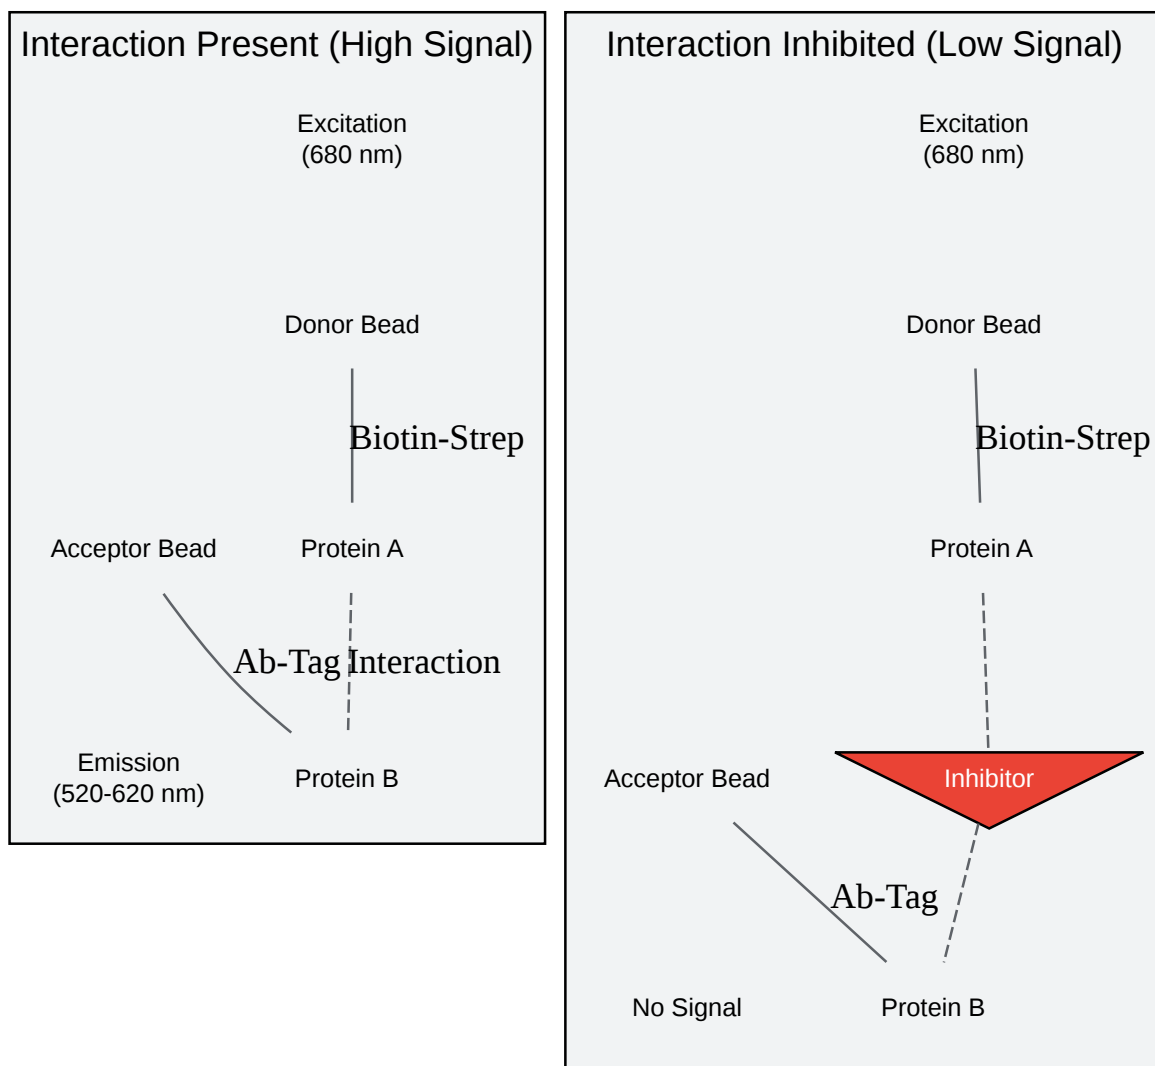 Interaction Present (High Signal)
Excitation
(680 nm)
Donor Bead
Biotin-Strep
Acceptor Bead
Protein A
Ab-Tag
Interaction
Emission
(520-620 nm)
Protein B
Interaction Inhibited (Low Signal)
Excitation
(680 nm)
Donor Bead
Biotin-Strep
Protein A
Acceptor Bead
Inhibitor
Ab-Tag
No Signal
Protein B